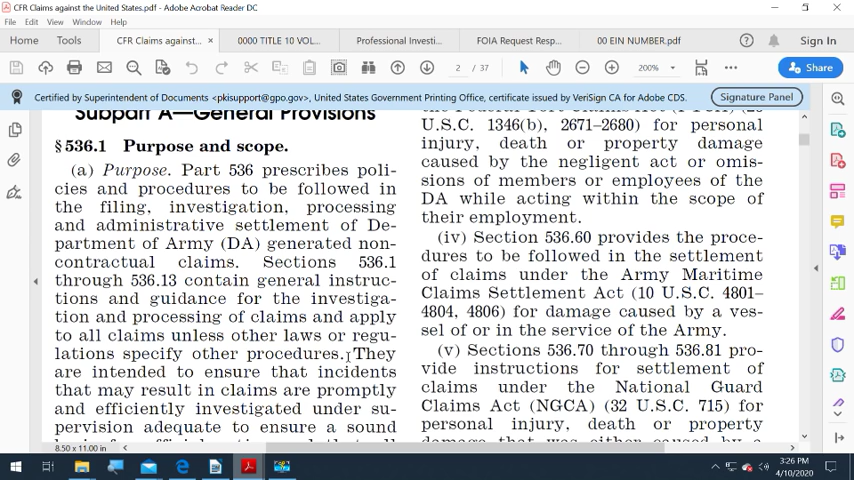 CFR Claims against the United States.pdf - Adobe Acrobat Reader DC
File Edit View Window Help
Home Tools CFR Claims against... × 0000 TITLE 10 VOL... Professional Investi... FOIA Request Resp... 00 EIN NUMBER.pdf Sign In
2 / 37 200% Share
Certified by Superintendent of Documents <pkisupport@gpo.gov>, United States Government Printing Office, certificate issued by VeriSign CA for Adobe CDS. Signature Panel
Subpart A—General Provisions
§ 536.1 Purpose and scope.
(a) Purpose. Part 536 prescribes poli-
cies and procedures to be followed in
the filing, investigation, processing
and administrative settlement of De-
partment of Army (DA) generated non-
contractual claims. Sections 536.1
through 536.13 contain general instruc-
tions and guidance for the investiga-
tion and processing of claims and apply
to all claims unless other laws or regu-
lations specify other procedures. They
are intended to ensure that incidents
that may result in claims are promptly
and efficiently investigated under su-
pervision adequate to ensure a sound
U.S.C. 1346(b), 2671–2680) for personal
injury, death or property damage
caused by the negligent act or omis-
sions of members or employees of the
DA while acting within the scope of
their employment.
(iv) Section 536.60 provides the proce-
dures to be followed in the settlement
of claims under the Army Maritime
Claims Settlement Act (10 U.S.C. 4801–
4804, 4806) for damage caused by a ves-
sel of or in the service of the Army.
(v) Sections 536.70 through 536.81 pro-
vide instructions for settlement of
claims under the National Guard
Claims Act (NGCA) (32 U.S.C. 715) for
personal injury, death or property
damage that was either caused by a
8.50 x 11.00 in
3:26 PM
4/10/2020